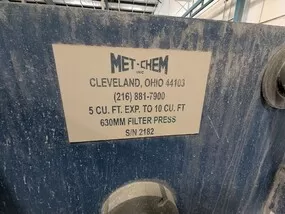 MET-CHEM
INC
CLEVELAND, OHIO 44103
(216) 881-7900
5 CU. FT. EXP. TO 10 CU. FT
630MM FILTER PRESS
S/N 2182